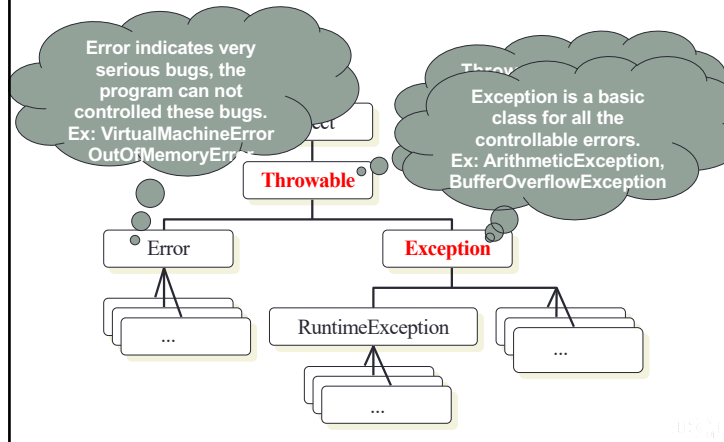 Error indicates very
serious bugs, the
program can not
controlled these bugs.
Ex: VirtualMachineError
OutOfMemoryError
Exception is a basic
class for all the
controllable errors.
Ex: ArithmeticException,
BufferOverflowException
Throwable
Error
Exception
...
RuntimeException
...
...